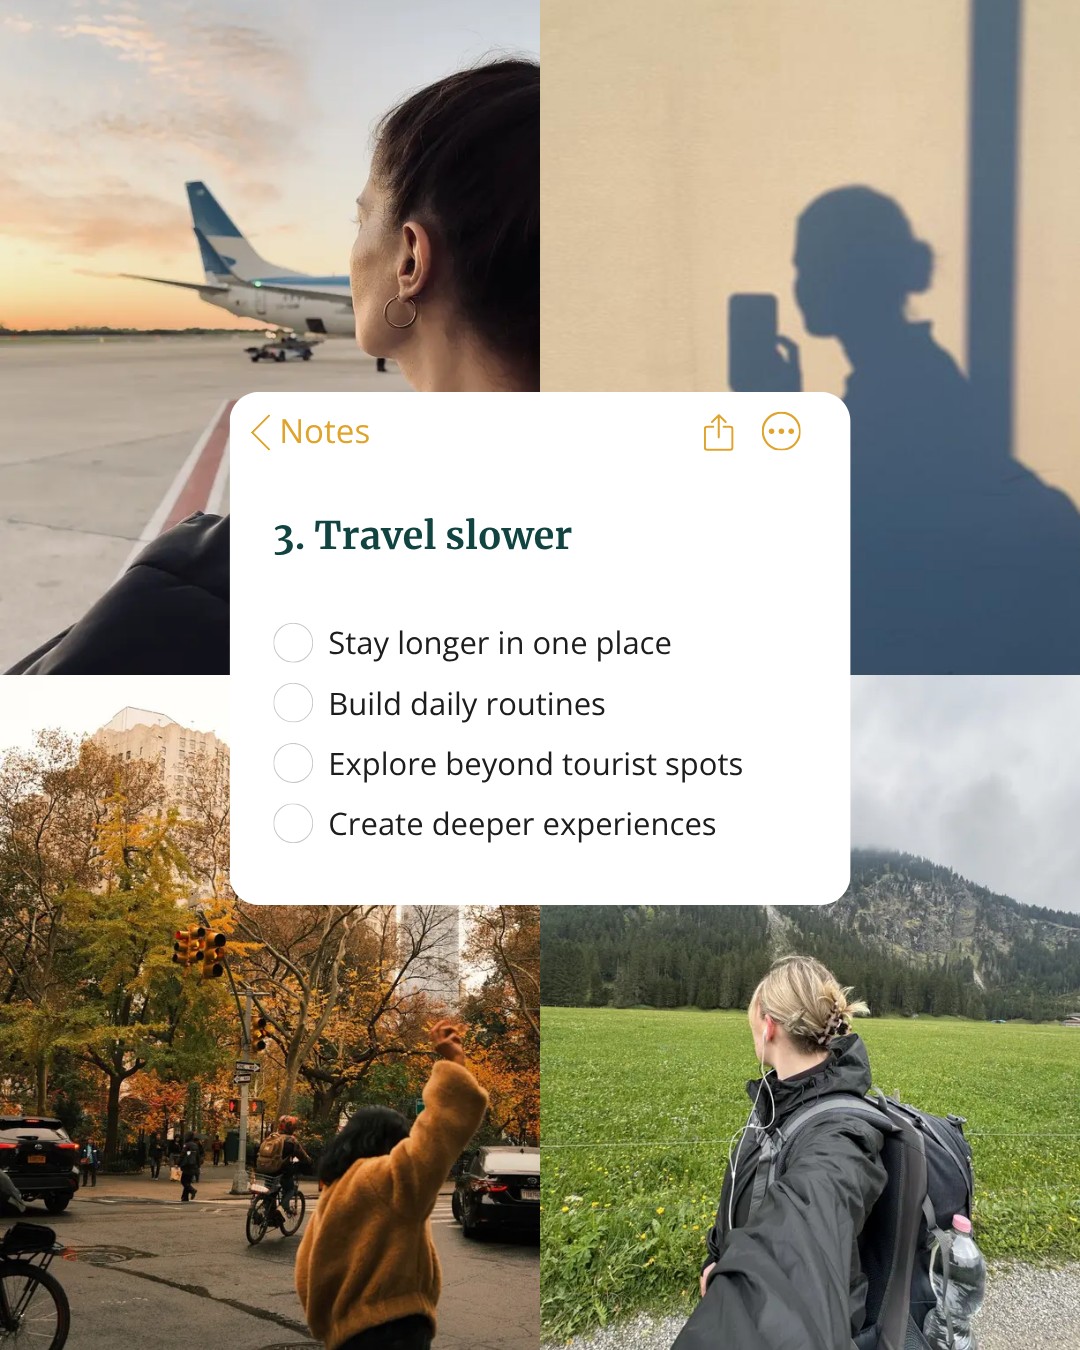 Notes
3. Travel slower
Stay longer in one place
Build daily routines
Explore beyond tourist spots
Create deeper experiences